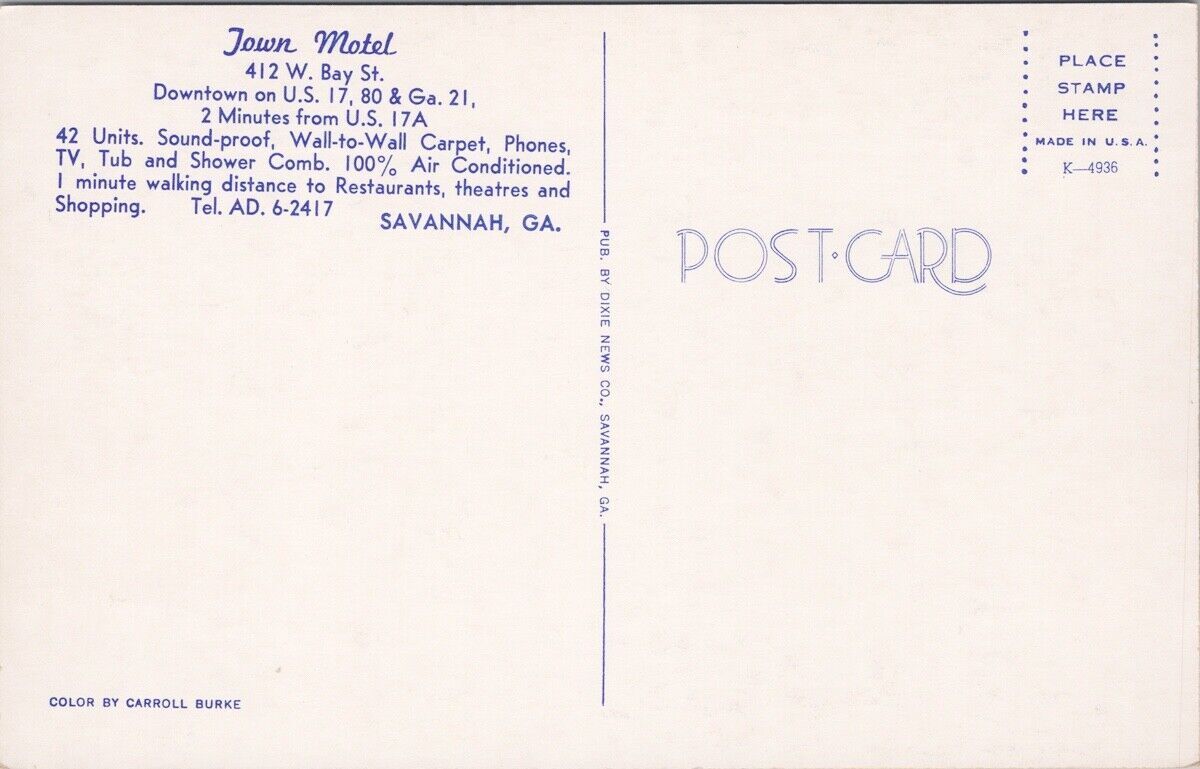 Town Motel
412 W. Bay St.
Downtown on U.S. 17, 80 & Ga. 21,
2 Minutes from U.S. 17A
42 Units. Sound-proof, Wall-to-Wall Carpet, Phones,
TV, Tub and Shower Comb. 100% Air Conditioned.
1 minute walking distance to Restaurants, theatres and
Shopping. Tel. AD. 6-2417
SAVANNAH, GA.
COLOR BY CARROLL BURKE
PUB. BY DIXIE NEWS CO., SAVANNAH, GA.
POST·CARD
PLACE
STAMP
HERE
MADE IN U.S.A.
K—4936